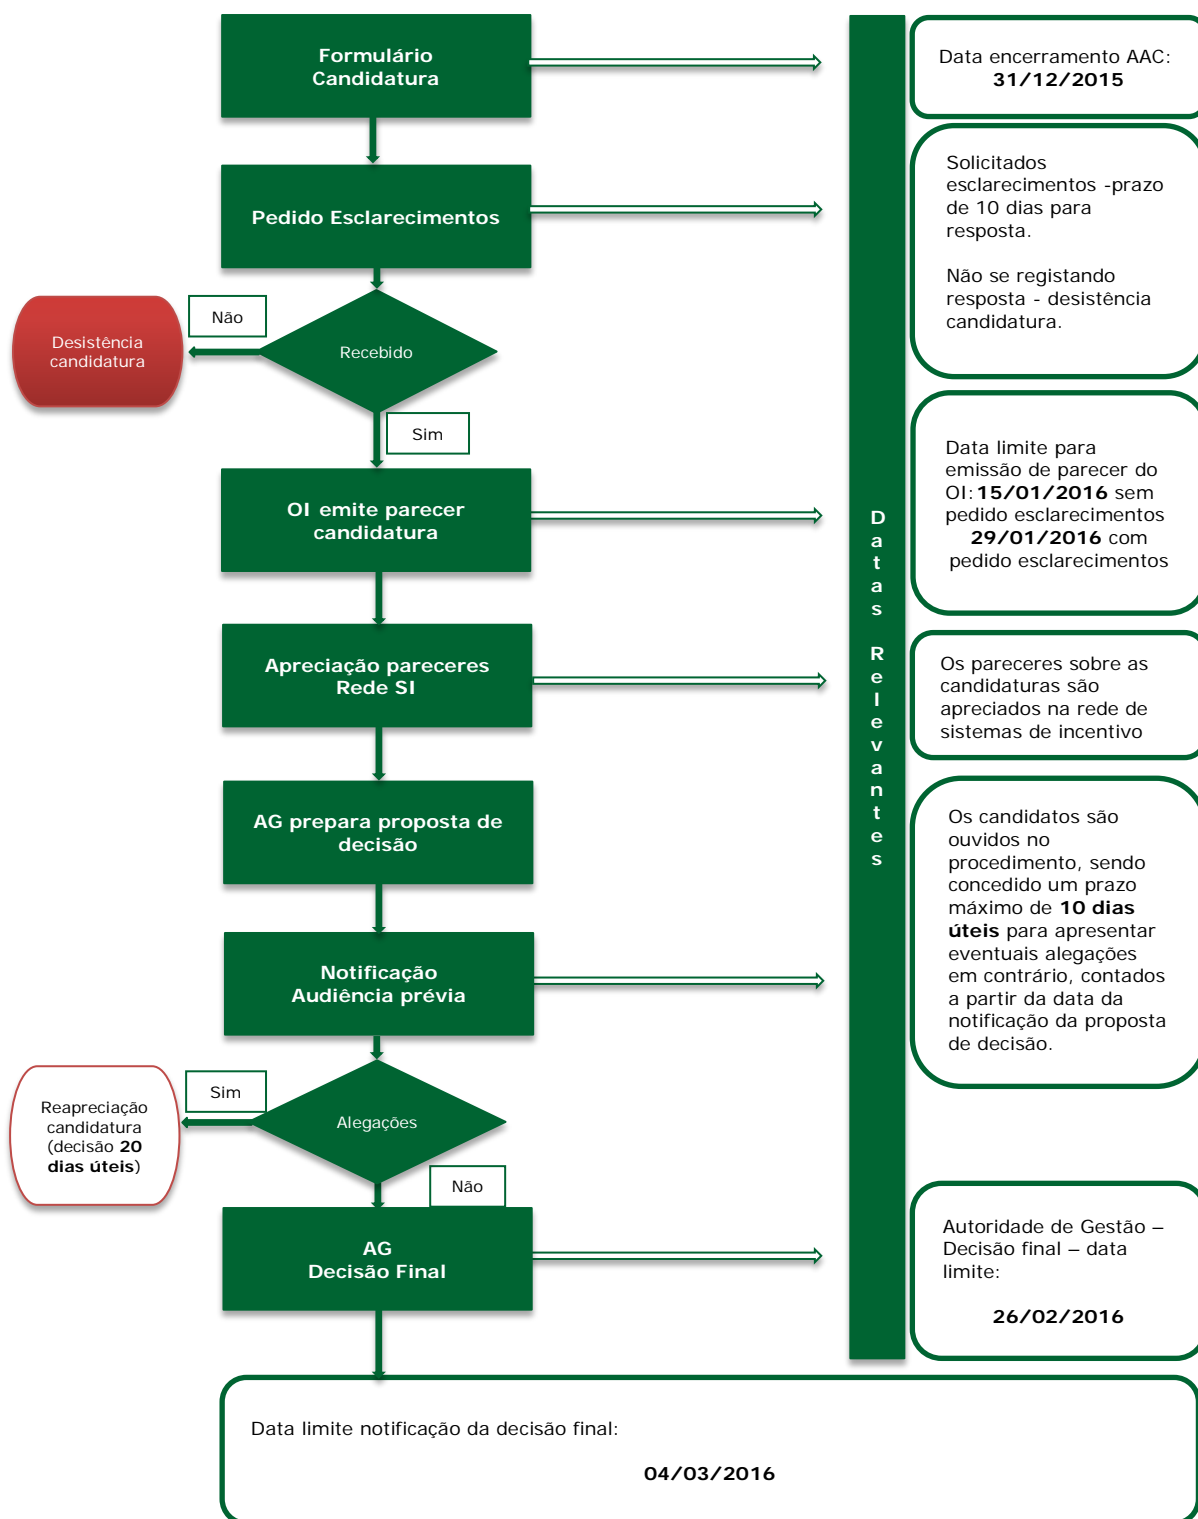 Formulário
Candidatura
Data encerramento AAC:
31/12/2015
Pedido Esclarecimentos
Solicitados
esclarecimentos -prazo
de 10 dias para
resposta.
Não se registando
resposta - desistência
candidatura.
Não
Desistência
candidatura
Recebido
Sim
OI emite parecer
candidatura
Data limite para
emissão de parecer do
OI: 15/01/2016 sem
pedido esclarecimentos
29/01/2016 com
pedido esclarecimentos
Datas Relevantes
Apreciação pareceres
Rede SI
Os pareceres sobre as
candidaturas são
apreciados na rede de
sistemas de incentivo
AG prepara proposta de
decisão
Os candidatos são
ouvidos no
procedimento, sendo
concedido um prazo
máximo de 10 dias
úteis para apresentar
eventuais alegações
em contrário, contados
a partir da data da
notificação da proposta
de decisão.
Notificação
Audiência prévia
Sim
Reapreciação
candidatura
(decisão 20
dias úteis)
Alegações
Não
AG
Decisão Final
Autoridade de Gestão –
Decisão final – data
limite:
26/02/2016
Data limite notificação da decisão final:
04/03/2016